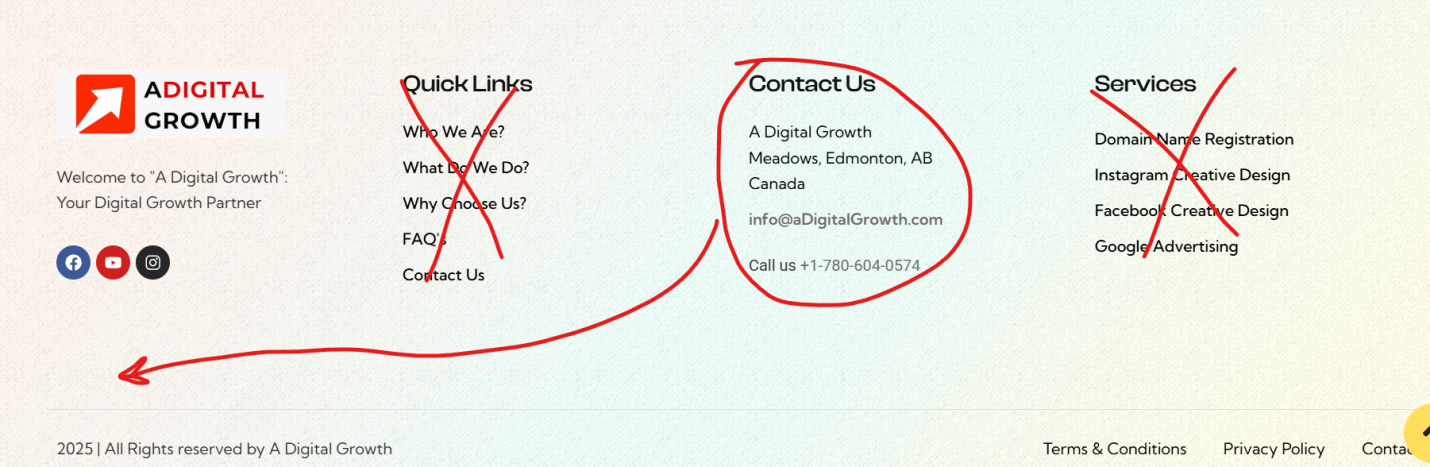 ADIGITAL
GROWTH
Welcome to "A Digital Growth":
Your Digital Growth Partner
Quick Links
Who We Are?
What Do We Do?
Why Choose Us?
FAQ's
Contact Us
Contact Us
A Digital Growth
Meadows, Edmonton, AB
Canada
info@aDigitalGrowth.com
Call us +1-780-604-0574
Services
Domain Name Registration
Instagram Creative Design
Facebook Creative Design
Google Advertising
2025 | All Rights reserved by A Digital Growth
Terms & Conditions
Privacy Policy